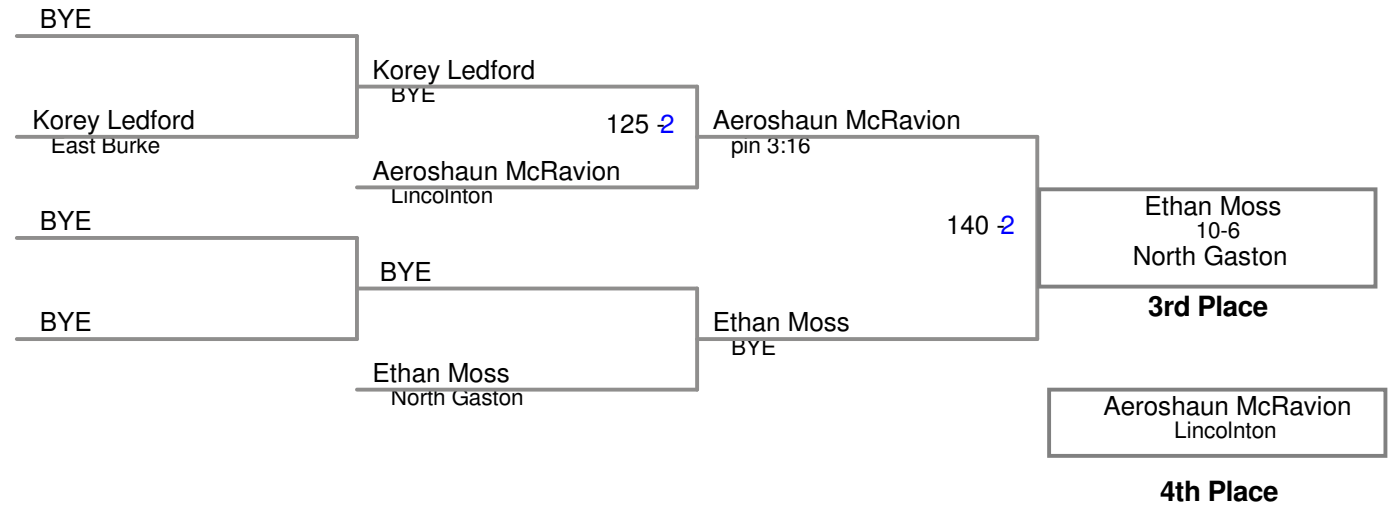 BYE
Korey Ledford
BYE
Korey Ledford
East Burke
125 -2
Aeroshaun McRavion
pin 3:16
Aeroshaun McRavion
Lincolnton
BYE
140 -2
Ethan Moss
10-6
North Gaston
BYE
3rd Place
BYE
Ethan Moss
BYE
Ethan Moss
North Gaston
Aeroshaun McRavion
Lincolnton
4th Place